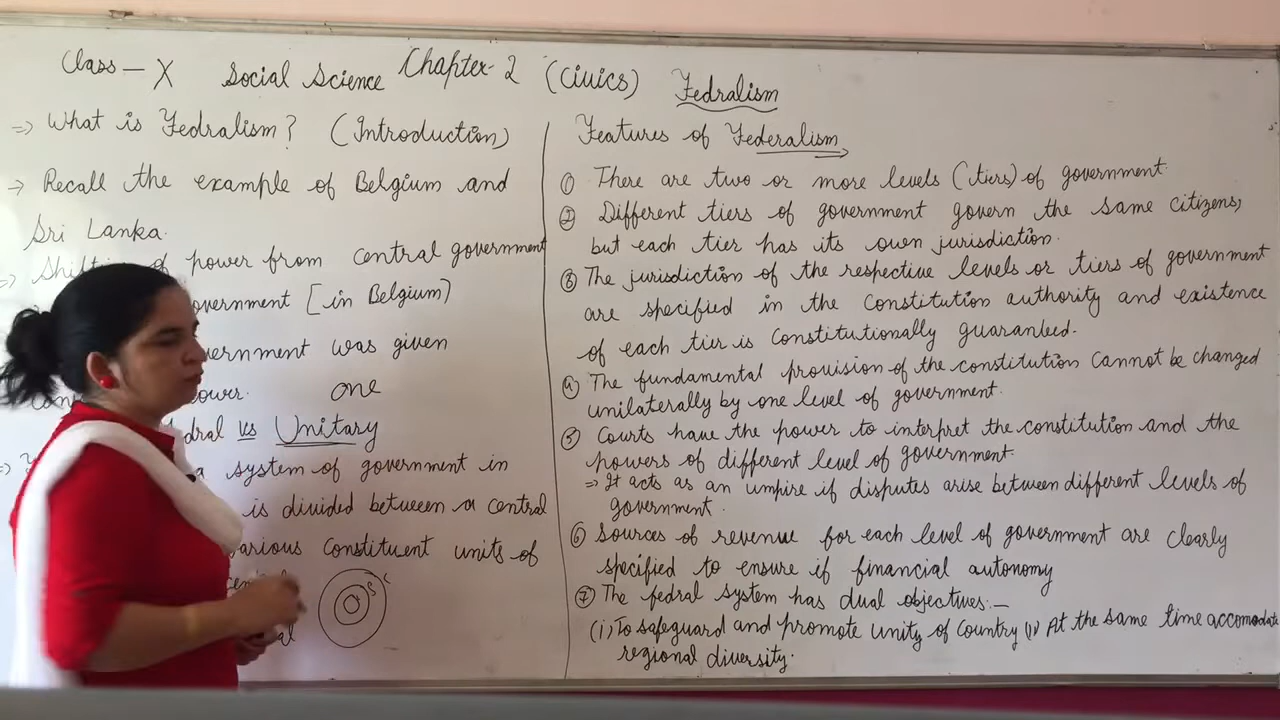 Class - X Social Science Chapter-2 (Civics) Fedralism
=> What is Fedralism? (Introduction)
=> Recall the example of Belgium and
Sri Lanka.
=> Shifting of power from central government
overnment [in Belgium)
vernment was given
ower. one
dral vs Unitary
=> a system of government in
is divided between a central
various constituent units of
Features of Federalism
① There are two or more levels (tiers) of government.
② Different tiers of government govern the same citizens,
but each tier has its own jurisdiction.
③ The jurisdiction of the respective levels or tiers of government
are specified in the Constitution authority and existence
of each tier is Constitutionally guaranteed.
④ The fundamental provision of the constitution Cannot be changed
unilaterally by one level of government.
⑤ Courts have the power to interpret the constitution and the
powers of different level of government.
=> It acts as an umpire if disputes arise between different levels of
government.
⑥ Sources of revenue for each level of government are clearly
specified to ensure if financial autonomy
⑦ The fedral system has dual objectives:-
(i) To safeguard and promote unity of Country (ii) At the same time accomodate
regional diversity.